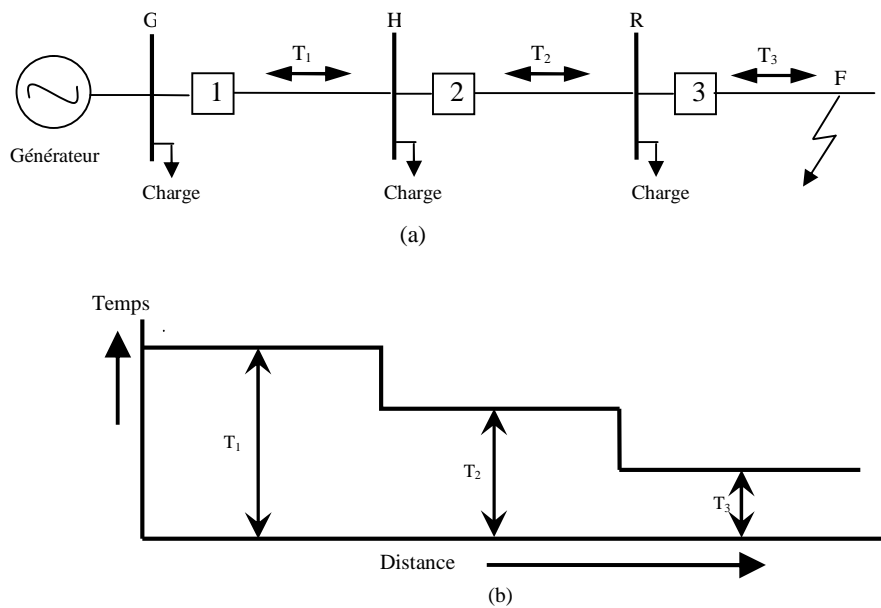 G H R
T1 T2 T3 F
1 2 3
Générateur
Charge Charge Charge
(a)
Temps
T1
T2
T3
Distance
(b)